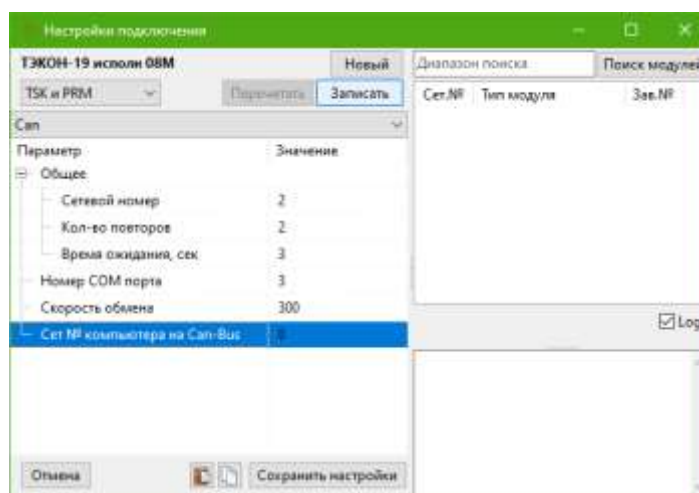 Настройки подключения
ТЭКОН-19 исполн 08М
Новый
Диапазон поиска
Поиск модулей
TSK и PRM
Перечитать
Записать
Сет.№ Тип модуля Зав.№
Can
Параметр Значение
Общее
Сетевой номер 2
Кол-во повторов 2
Время ожидания, сек 3
Номер COM порта 3
Скорость обмена 300
Log
Сет № компьютера на Can-Bus
Отмена
Сохранить настройки